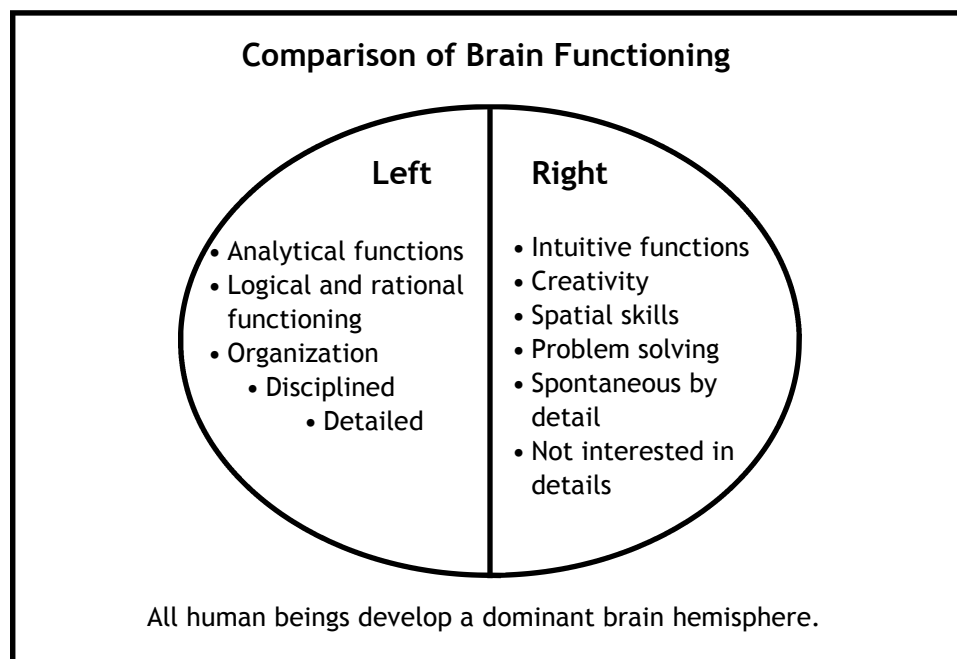 Comparison of Brain Functioning
Left
• Analytical functions
• Logical and rational
functioning
• Organization
• Disciplined
• Detailed
Right
• Intuitive functions
• Creativity
• Spatial skills
• Problem solving
• Spontaneous by
detail
• Not interested in
details
All human beings develop a dominant brain hemisphere.